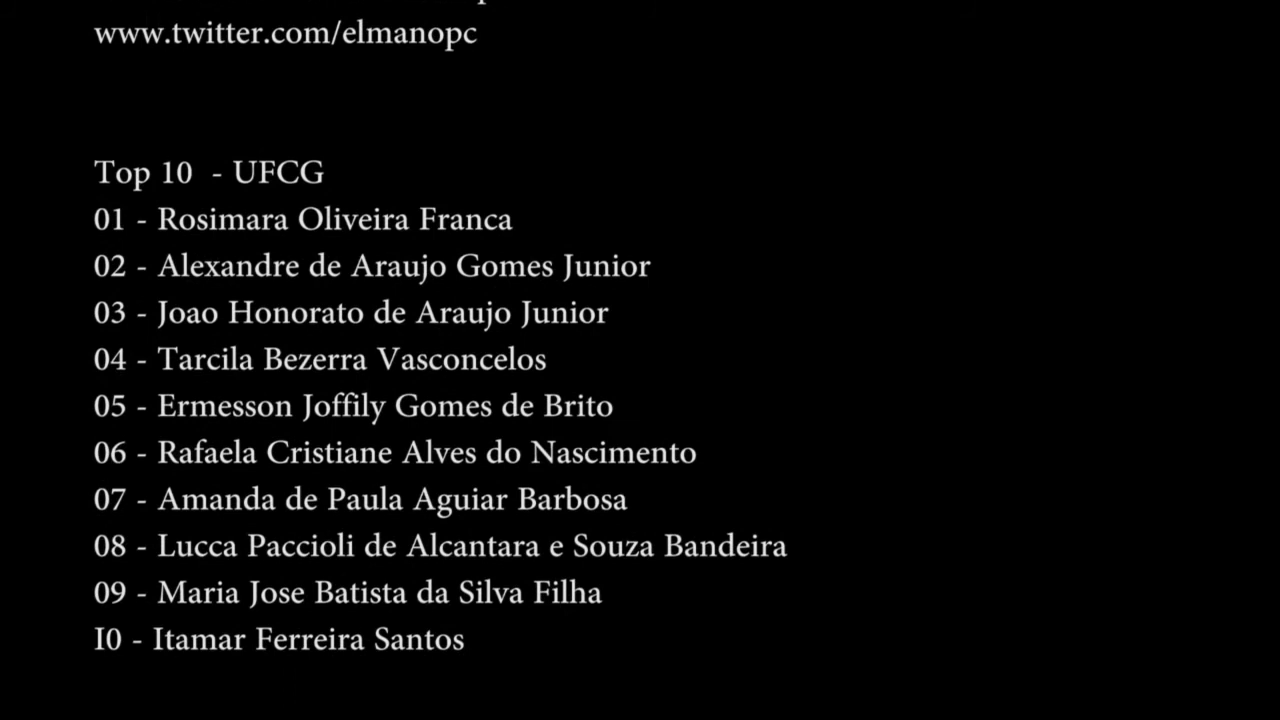 www.twitter.com/elmanopc
Top 10 - UFCG
01 - Rosimara Oliveira Franca
02 - Alexandre de Araujo Gomes Junior
03 - Joao Honorato de Araujo Junior
04 - Tarcila Bezerra Vasconcelos
05 - Ermesson Joffily Gomes de Brito
06 - Rafaela Cristiane Alves do Nascimento
07 - Amanda de Paula Aguiar Barbosa
08 - Lucca Paccioli de Alcantara e Souza Bandeira
09 - Maria Jose Batista da Silva Filha
I0 - Itamar Ferreira Santos